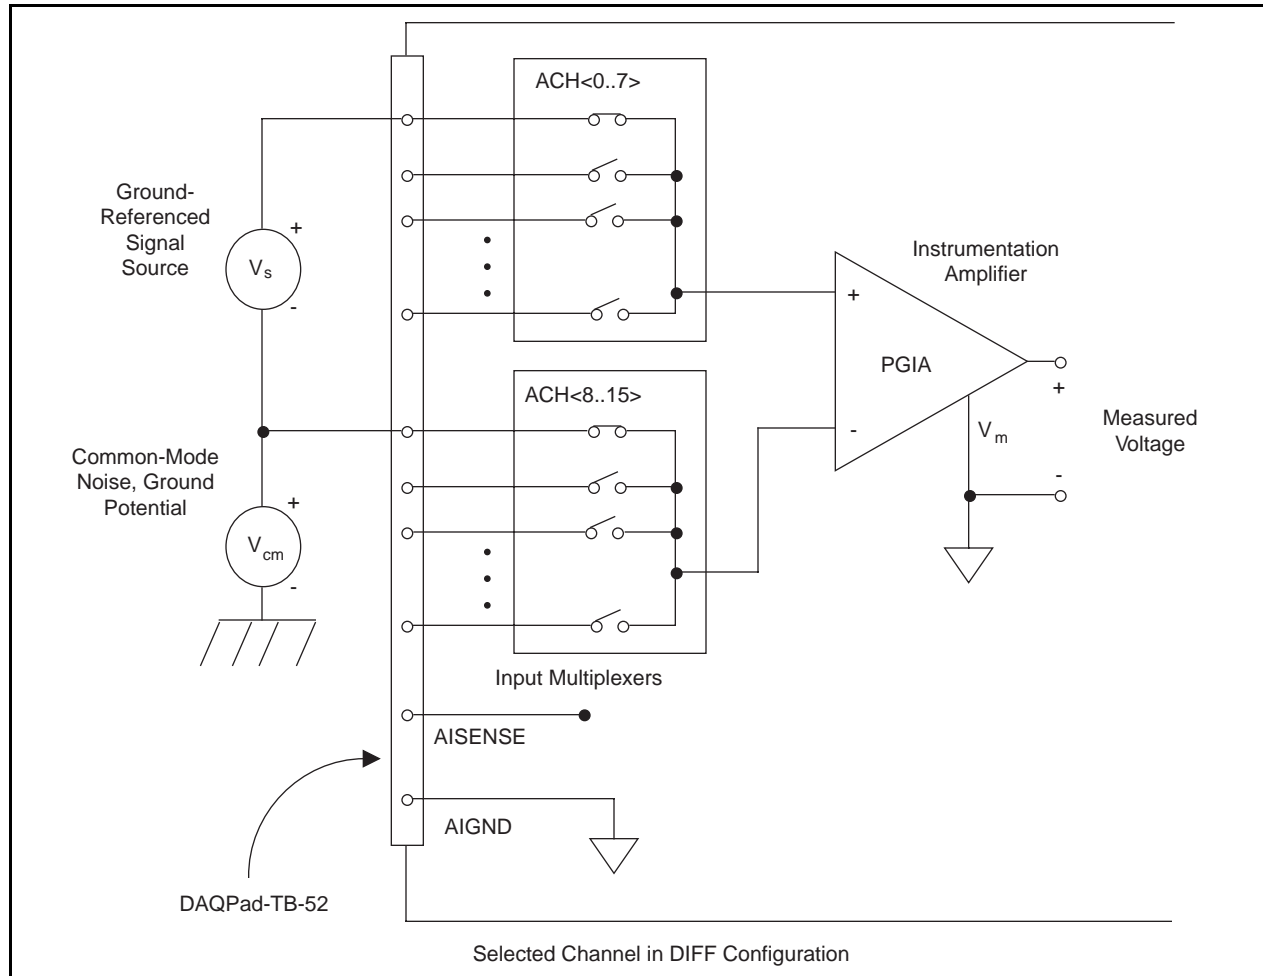 ACH<0..7>
Ground-
Referenced
Signal
Source
+
Vs
-
Instrumentation
Amplifier
+
PGIA
-
+
Vm
Measured
Voltage
-
ACH<8..15>
Common-Mode
Noise, Ground
Potential
+
Vcm
-
Input Multiplexers
AISENSE
AIGND
DAQPad-TB-52
Selected Channel in DIFF Configuration